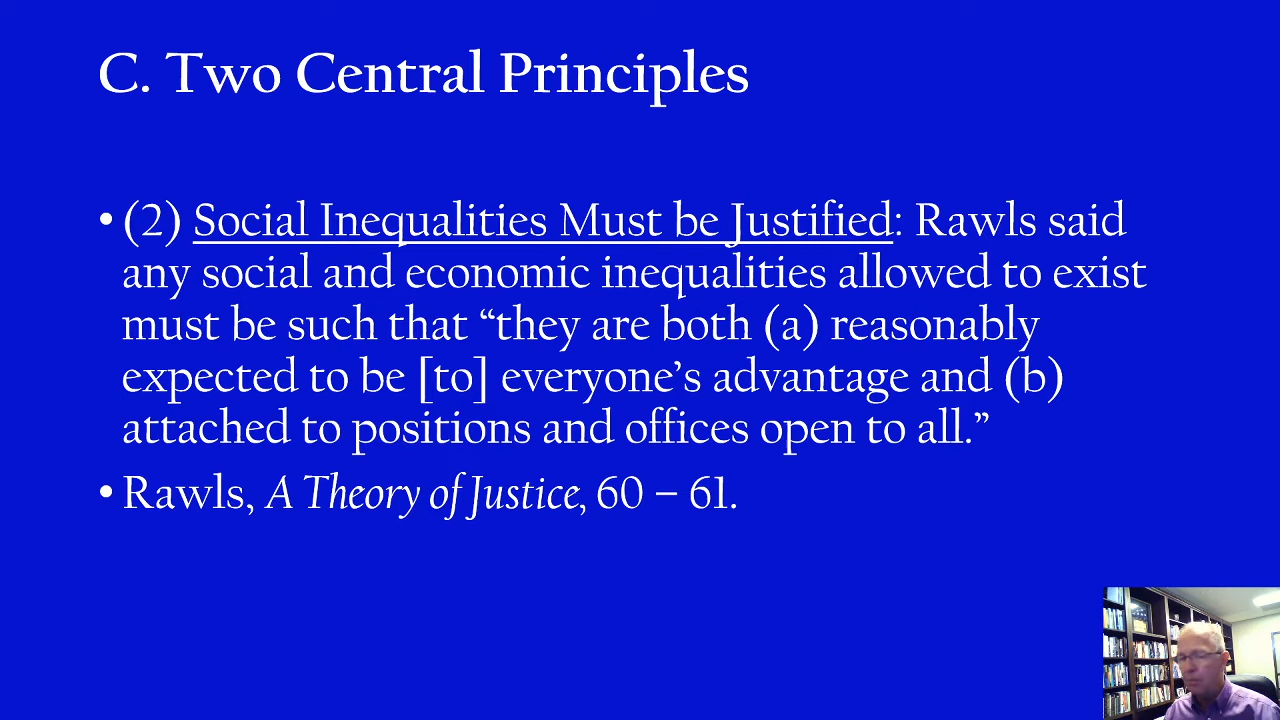 C. Two Central Principles
• (2) Social Inequalities Must be Justified: Rawls said
any social and economic inequalities allowed to exist
must be such that “they are both (a) reasonably
expected to be [to] everyone’s advantage and (b)
attached to positions and offices open to all.”
• Rawls, A Theory of Justice, 60 – 61.